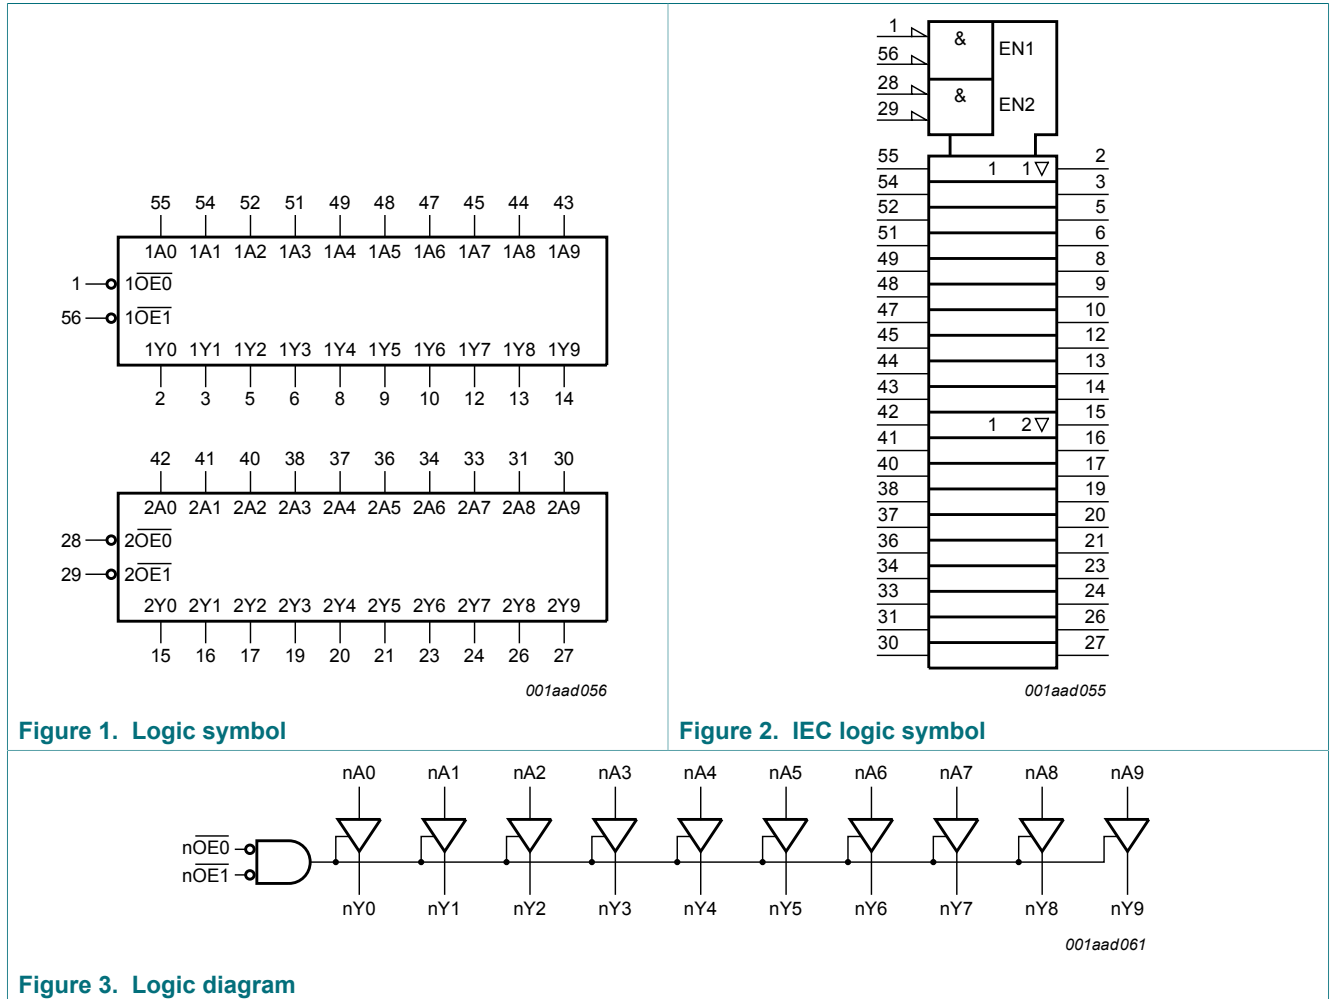 55 54 52 51 49 48 47 45 44 43
1A0 1A1 1A2 1A3 1A4 1A5 1A6 1A7 1A8 1A9
1 1OE0
56 1OE1
1Y0 1Y1 1Y2 1Y3 1Y4 1Y5 1Y6 1Y7 1Y8 1Y9
2 3 5 6 8 9 10 12 13 14
42 41 40 38 37 36 34 33 31 30
2A0 2A1 2A2 2A3 2A4 2A5 2A6 2A7 2A8 2A9
28 2OE0
29 2OE1
2Y0 2Y1 2Y2 2Y3 2Y4 2Y5 2Y6 2Y7 2Y8 2Y9
15 16 17 19 20 21 23 24 26 27
001aad056
Figure 1. Logic symbol
1 & EN1
56
28 & EN2
29
55 1 1▽ 2
54 3
52 5
51 6
49 8
48 9
47 10
45 12
44 13
43 14
42 1 2▽ 15
41 16
40 17
38 19
37 20
36 21
34 23
33 24
31 26
30 27
001aad055
Figure 2. IEC logic symbol
nA0 nA1 nA2 nA3 nA4 nA5 nA6 nA7 nA8 nA9
nOE0
nOE1
nY0 nY1 nY2 nY3 nY4 nY5 nY6 nY7 nY8 nY9
001aad061
Figure 3. Logic diagram